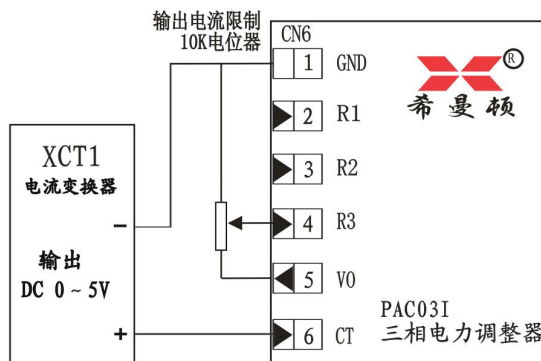 输出电流限制
10K电位器
CN6
1 GND
®
希曼顿
2 R1
XCT1
电流变换器
3 R2
-
4 R3
输出
DC 0~5V
5 VO
PAC03I
+
6 CT
三相电力调整器